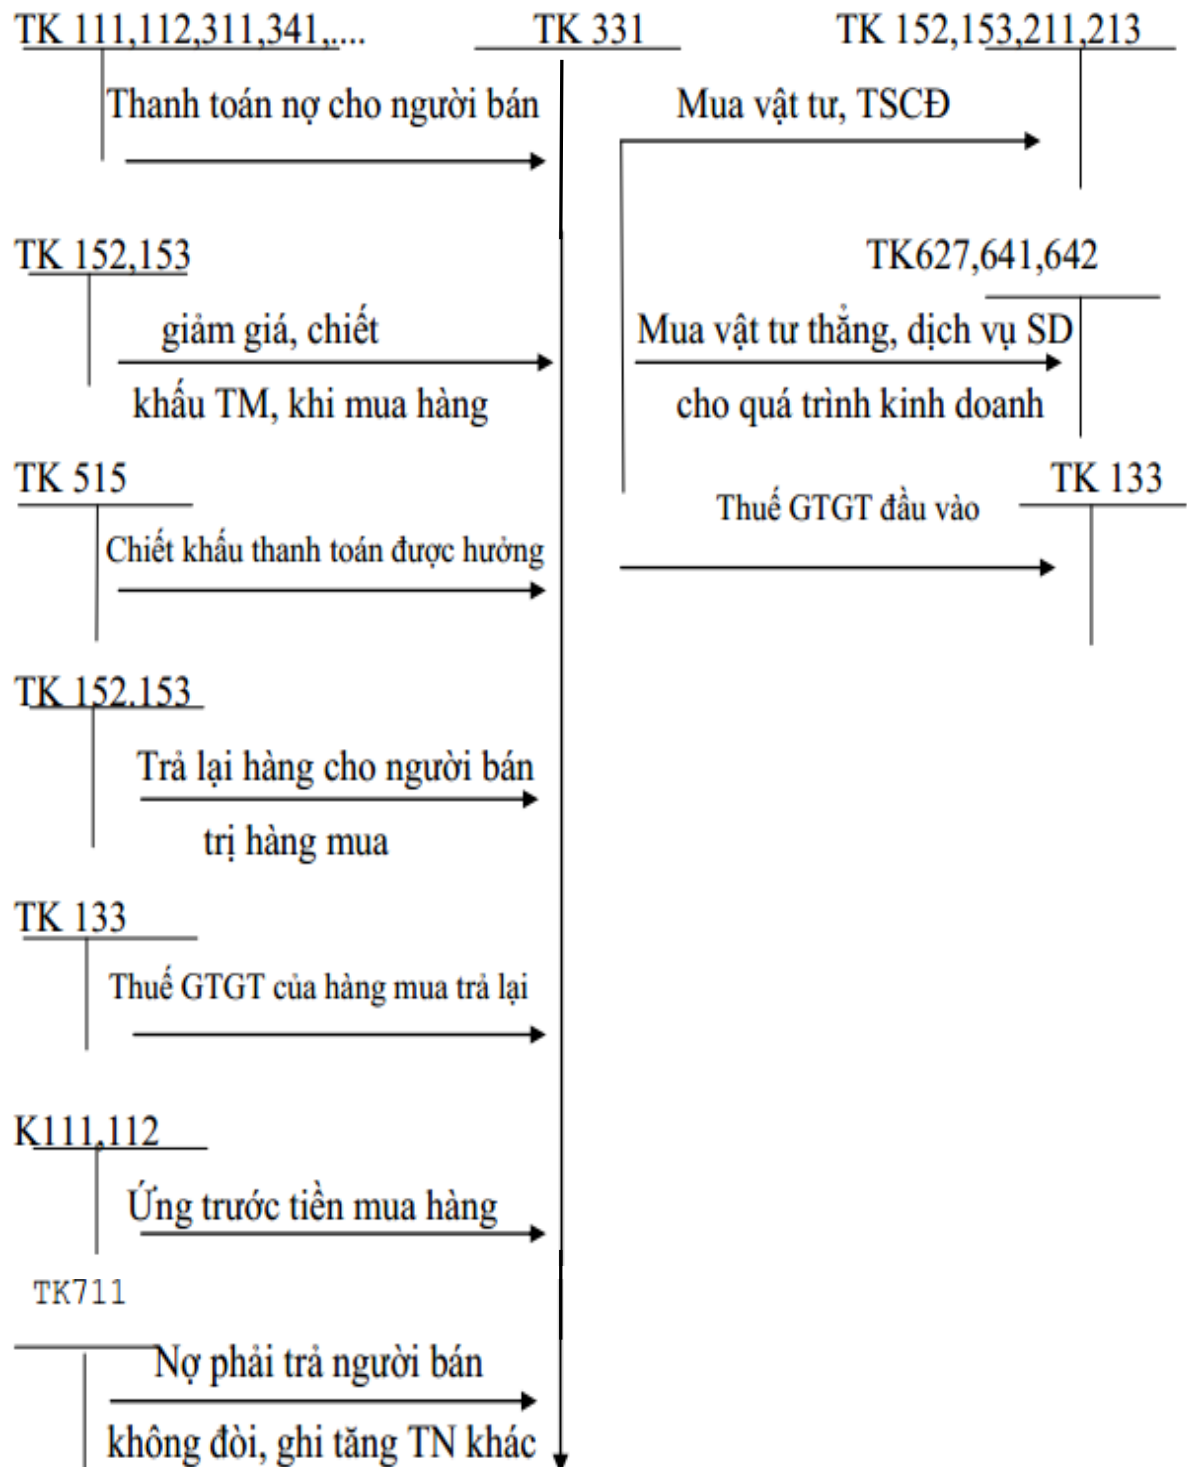 TK 111,112,311,341,....
TK 331
TK 152,153,211,213
Thanh toán nợ cho người bán
Mua vật tư, TSCĐ
TK 152,153
TK627,641,642
giảm giá, chiết
khấu TM, khi mua hàng
Mua vật tư thẳng, dịch vụ SD
cho quá trình kinh doanh
TK 515
TK 133
Chiết khấu thanh toán được hưởng
Thuế GTGT đầu vào
TK 152.153
Trả lại hàng cho người bán
trị hàng mua
TK 133
Thuế GTGT của hàng mua trả lại
K111,112
Ứng trước tiền mua hàng
TK711
Nợ phải trả người bán
không đòi, ghi tăng TN khác